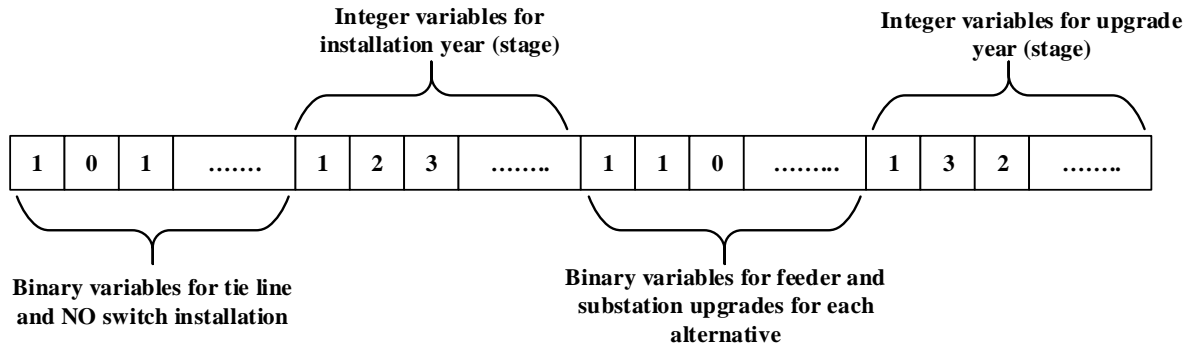 Integer variables for
installation year (stage)
Integer variables for upgrade
year (stage)
1 0 1 ……. 1 2 3 …….. 1 1 0 ……... 1 3 2 ……..
Binary variables for tie line
and NO switch installation
Binary variables for feeder and
substation upgrades for each
alternative